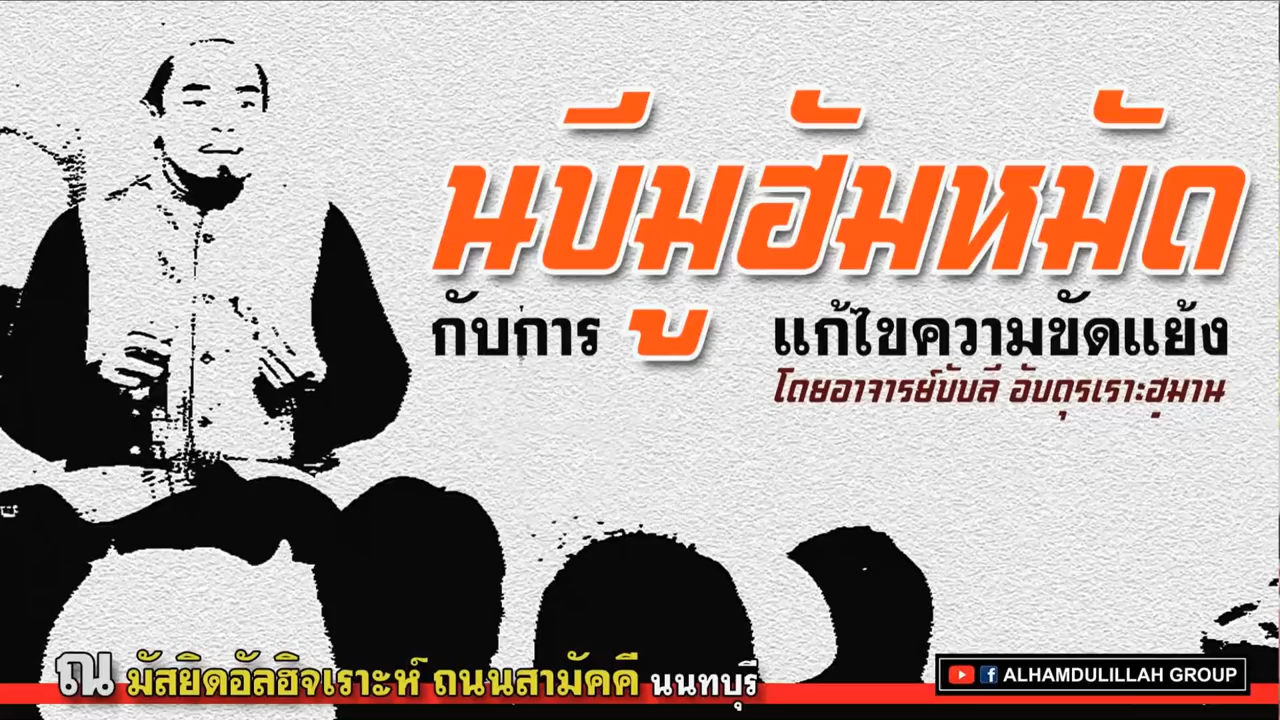 นบีมูฮัมหมัด
กับการ แก้ไขความขัดแย้ง
โดยอาจารย์บับลี อับดุรเราะฮฺมาน
ณ มัสยิดอัลฮิจเราะห์ ถนนสามัคคี นนทบุรี
ALHAMDULILLAH GROUP